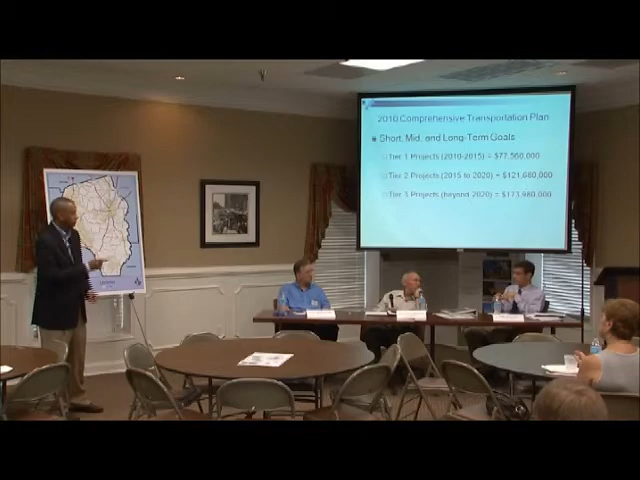 2010 Comprehensive Transportation Plan
Short, Mid, and Long-Term Goals
Tier 1 Projects (2010-2015) = $77,560,000
Tier 2 Projects (2015 to 2020) = $121,680,000
Tier 3 Projects (beyond 2020) = $173,980,000